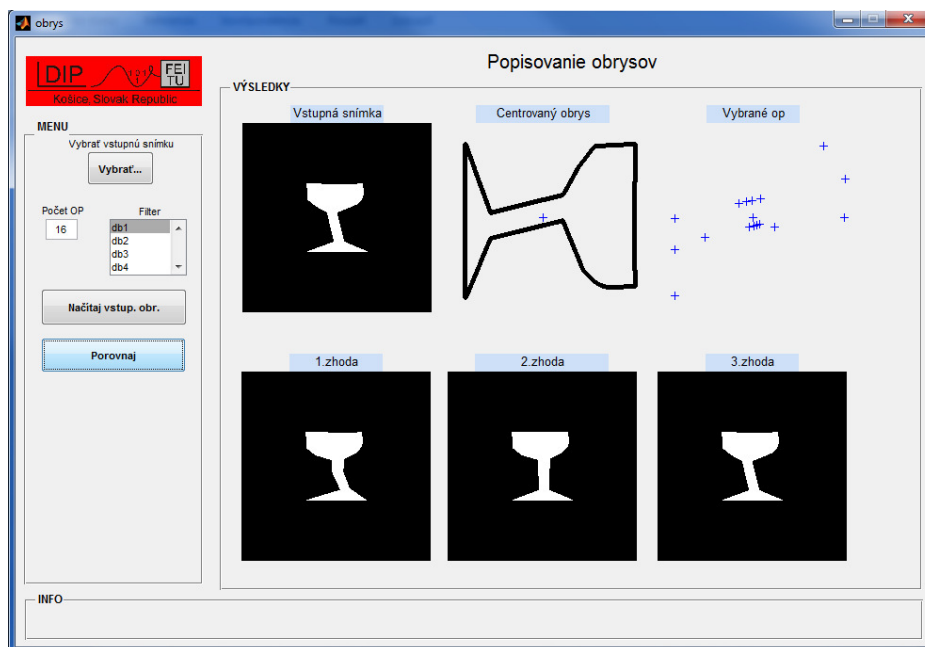 obrys
LDIP FEI TU
Košice, Slovak Republic
Popisovanie obrysov
MENU
Vybrať vstupnú snímku
Vybrať...
Počet OP
Filter
16
db1
db2
db3
db4
Načítaj vstup. obr.
Porovnaj
VÝSLEDKY
Vstupná snímka
Centrovaný obrys
Vybrané op
1.zhoda
2.zhoda
3.zhoda
INFO